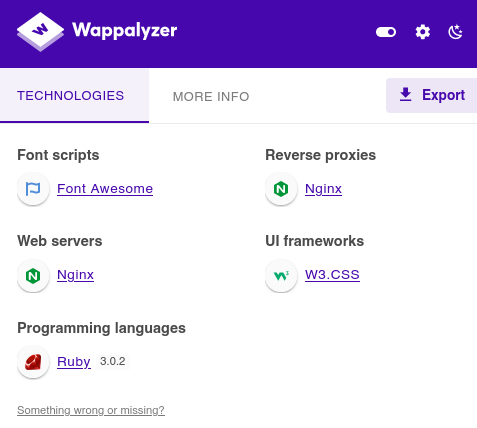 Wappalyzer
TECHNOLOGIES
MORE INFO
Export
Font scripts
Font Awesome
Reverse proxies
Nginx
Web servers
Nginx
UI frameworks
W3.CSS
Programming languages
Ruby 3.0.2
Something wrong or missing?